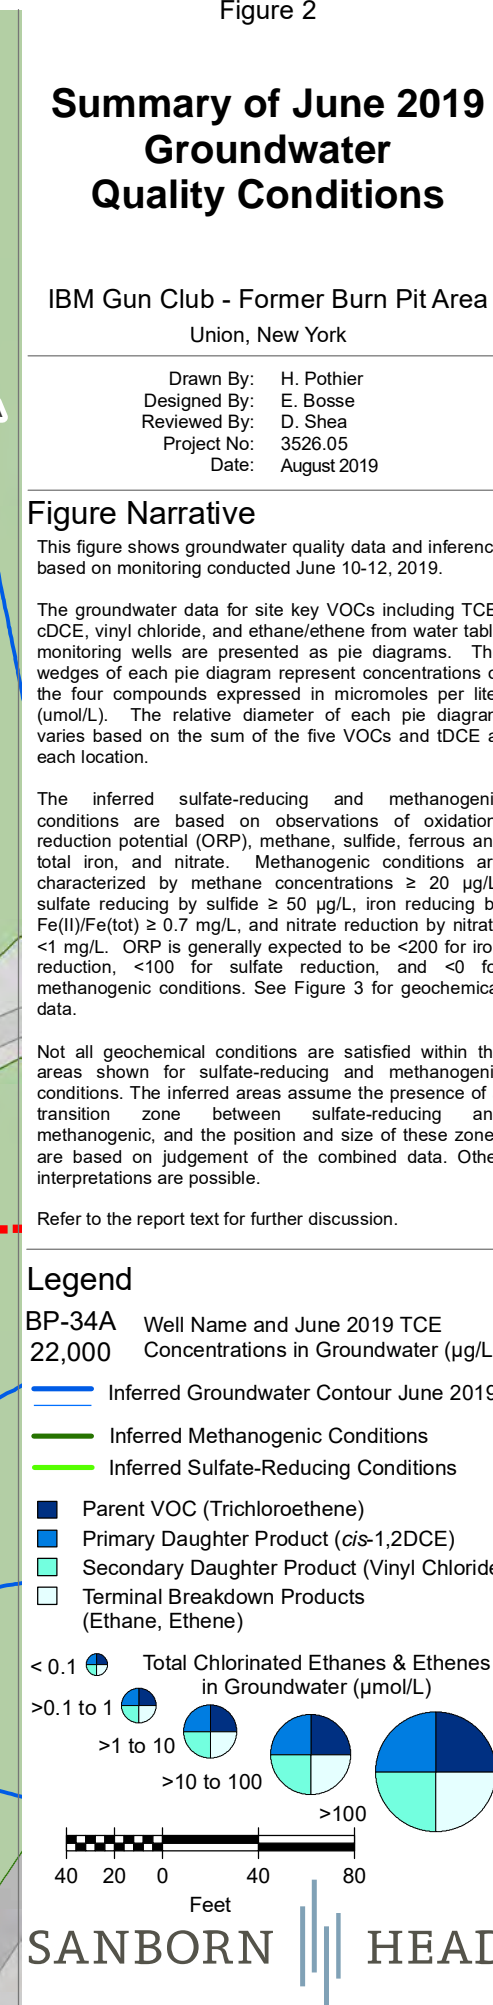 Figure 2
Summary of June 2019
Groundwater
Quality Conditions
IBM Gun Club - Former Burn Pit Area
Union, New York
Drawn By: H. Pothier
Designed By: E. Bosse
Reviewed By: D. Shea
Project No: 3526.05
Date: August 2019
Figure Narrative
This figure shows groundwater quality data and inferenc
based on monitoring conducted June 10-12, 2019.
The groundwater data for site key VOCs including TCE
cDCE, vinyl chloride, and ethane/ethene from water tabl
monitoring wells are presented as pie diagrams. Th
wedges of each pie diagram represent concentrations o
the four compounds expressed in micromoles per lite
(umol/L). The relative diameter of each pie diagram
varies based on the sum of the five VOCs and tDCE a
each location.
The inferred sulfate-reducing and methanogeni
conditions are based on observations of oxidation
reduction potential (ORP), methane, sulfide, ferrous an
total iron, and nitrate. Methanogenic conditions ar
characterized by methane concentrations ≥ 20 µg/L
sulfate reducing by sulfide ≥ 50 µg/L, iron reducing b
Fe(II)/Fe(tot) ≥ 0.7 mg/L, and nitrate reduction by nitrat
<1 mg/L. ORP is generally expected to be <200 for iro
reduction, <100 for sulfate reduction, and <0 fo
methanogenic conditions. See Figure 3 for geochemica
data.
Not all geochemical conditions are satisfied within th
areas shown for sulfate-reducing and methanogeni
conditions. The inferred areas assume the presence of
transition zone between sulfate-reducing an
methanogenic, and the position and size of these zone
are based on judgement of the combined data. Othe
interpretations are possible.
Refer to the report text for further discussion.
Legend
BP-34A Well Name and June 2019 TCE
22,000 Concentrations in Groundwater (µg/L
Inferred Groundwater Contour June 2019
Inferred Methanogenic Conditions
Inferred Sulfate-Reducing Conditions
Parent VOC (Trichloroethene)
Primary Daughter Product (cis-1,2DCE)
Secondary Daughter Product (Vinyl Chloride
Terminal Breakdown Products
(Ethane, Ethene)
Total Chlorinated Ethanes & Ethenes
in Groundwater (µmol/L)
< 0.1
>0.1 to 1
>1 to 10
>10 to 100
>100
40 20 0 40 80
Feet
SANBORN HEAD